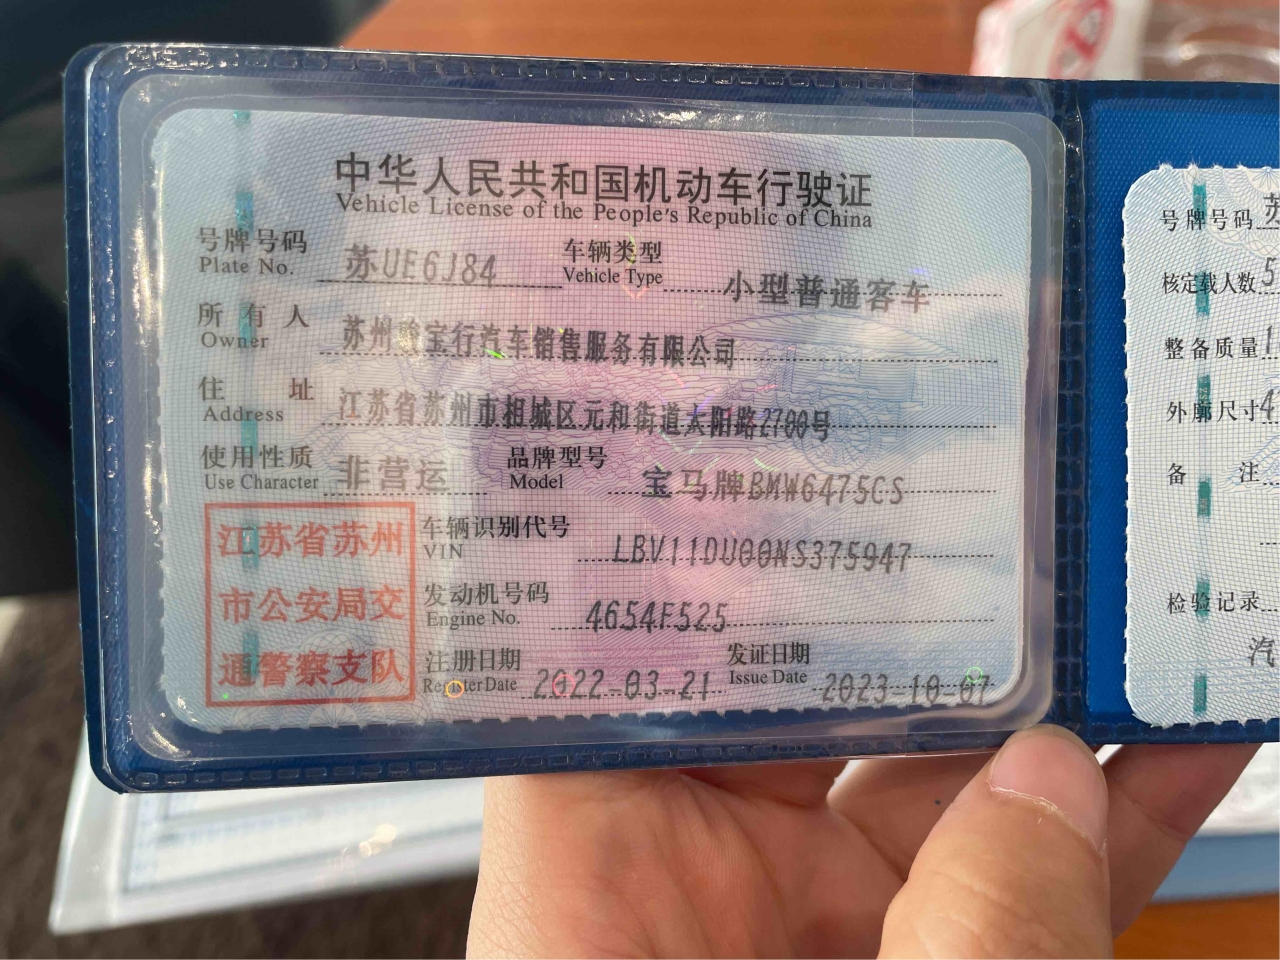 中华人民共和国机动车行驶证
Vehicle License of the People's Republic of China
号牌号码 苏UE6J84 车辆类型 小型普通客车
Plate No. Vehicle Type
所有人 苏州骏宝行汽车销售服务有限公司
Owner
住址 江苏省苏州市相城区元和街道太阳路2700号
Address
使用性质 非营运 品牌型号 宝马牌BMW6475CS
Use Character Model
江苏省苏州
市公安局交
通警察支队
车辆识别代号 LBV11DU00NS375947
VIN
发动机号码 4654F525
Engine No.
注册日期 2022-03-21 发证日期 2023-10-07
Register Date Issue Date
号牌号码 苏
核定载人数 5
整备质量 1
外廓尺寸 4
备注
检验记录
汽